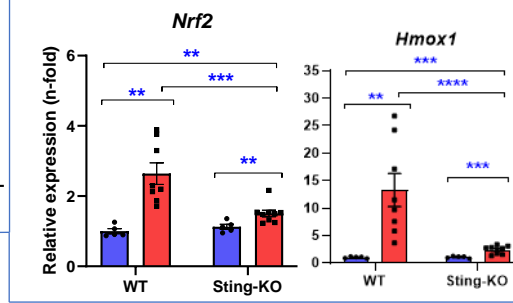 Nrf2
Relative expression (n-fold)
6
4
2
0
**
**
***
**
WT
Sting-KO
Hmox1
35
30
25
20
15
10
5
0
***
**
****
***
WT
Sting-KO